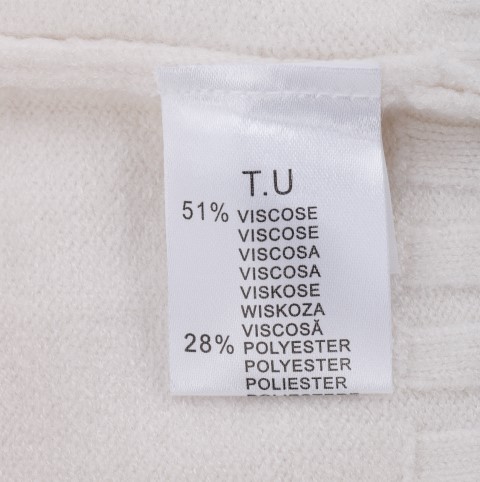 T.U
51% VISCOSE
VISCOSE
VISCOSA
VISCOSA
VISKOSE
WISKOZA
VISCOSĂ
28% POLYESTER
POLYESTER
POLIESTER